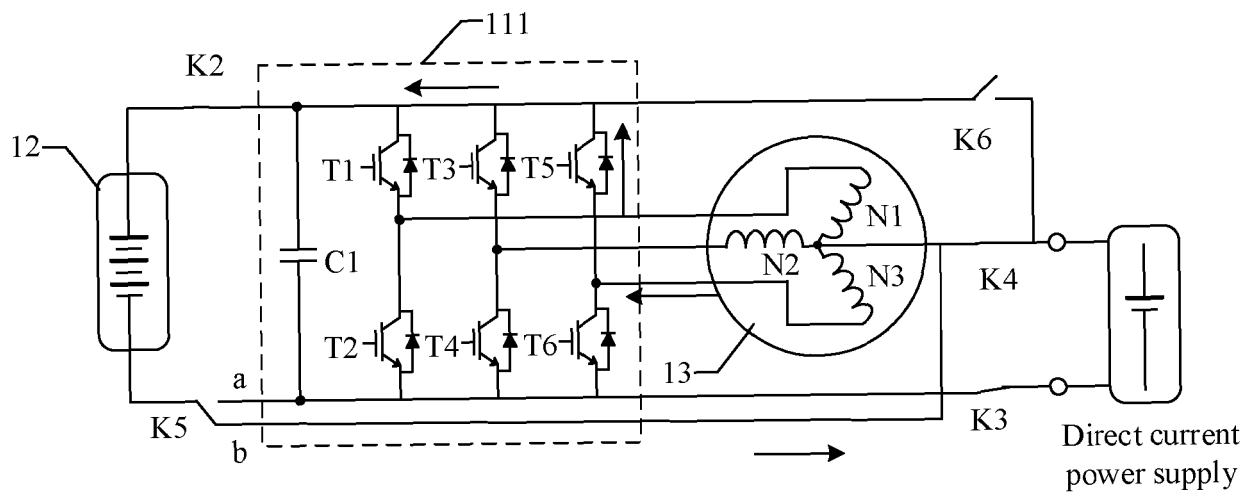 111
K2
12
K6
T1
T3
T5
N1
C1
N2
N3
K4
T2
T4
T6
13
a
K5
K3
b
Direct current
power supply